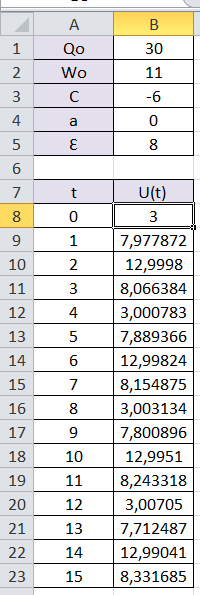 A B
1 Qo 30
2 Wo 11
3 C -6
4 a 0
5 Ɛ 8
6
7 t U(t)
8 0 3
9 1 7,977872
10 2 12,9998
11 3 8,066384
12 4 3,000783
13 5 7,889366
14 6 12,99824
15 7 8,154875
16 8 3,003134
17 9 7,800896
18 10 12,9951
19 11 8,243318
20 12 3,00705
21 13 7,712487
22 14 12,99041
23 15 8,331685